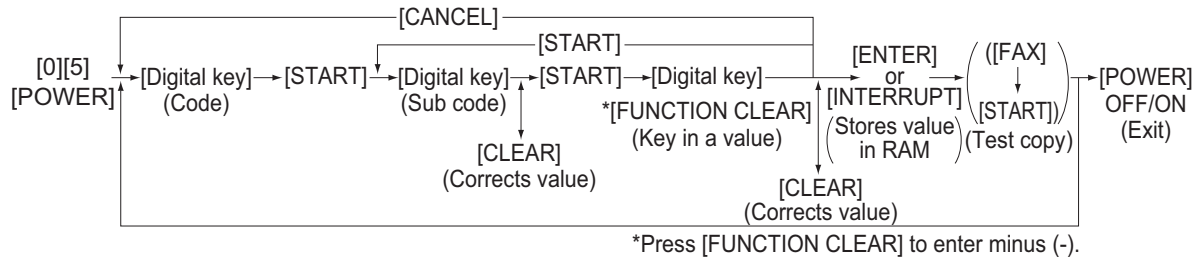 [CANCEL]
[START]
[0][5]
[POWER]
[Digital key]
(Code)
[START]
[Digital key]
(Sub code)
[START]
[Digital key]
*[FUNCTION CLEAR]
(Key in a value)
[ENTER]
or
[INTERRUPT]
(Stores value
in RAM)
([FAX]
[START])
(Test copy)
[POWER]
OFF/ON
(Exit)
[CLEAR]
(Corrects value)
[CLEAR]
(Corrects value)
*Press [FUNCTION CLEAR] to enter minus (-).